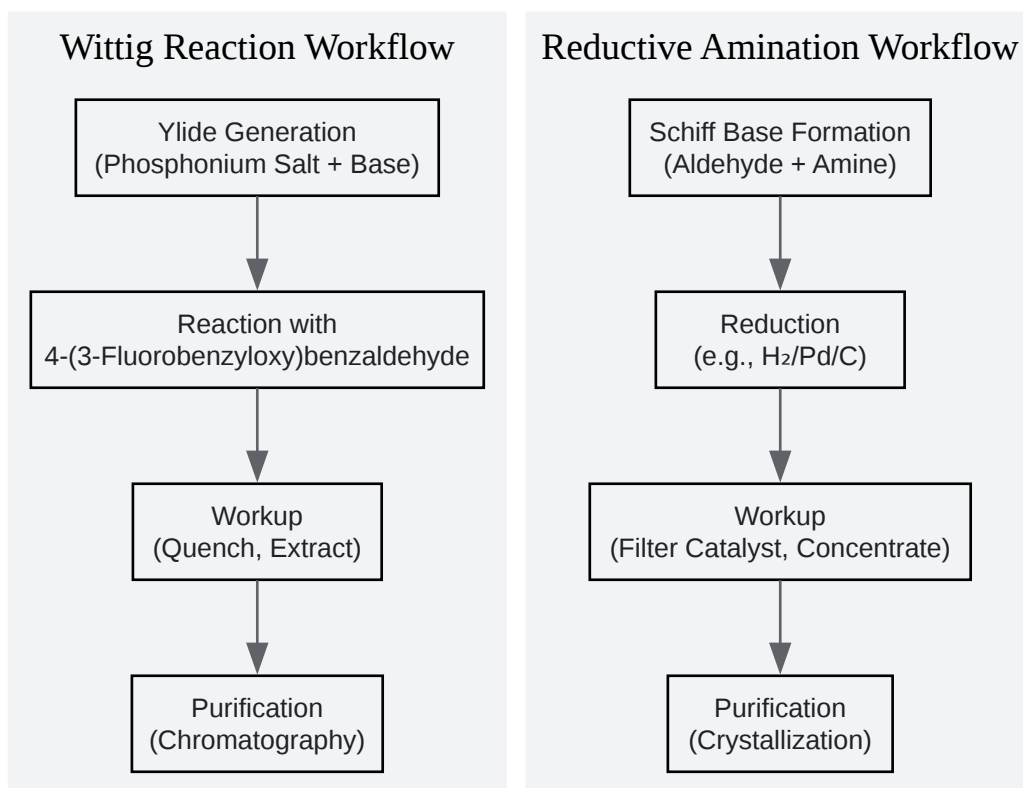 Wittig Reaction Workflow
Ylide Generation
(Phosphonium Salt + Base)
Reaction with
4-(3-Fluorobenzyloxy)benzaldehyde
Workup
(Quench, Extract)
Purification
(Chromatography)
Reductive Amination Workflow
Schiff Base Formation
(Aldehyde + Amine)
Reduction
(e.g., H₂/Pd/C)
Workup
(Filter Catalyst, Concentrate)
Purification
(Crystallization)